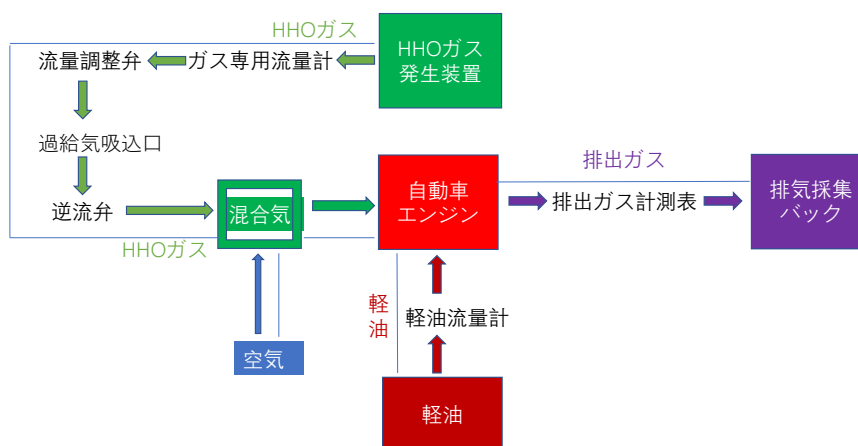 HHOガス
HHOガス
発生装置
ガス専用流量計
流量調整弁
過給気吸込口
逆流弁
HHOガス
混合気
空気
自動車
エンジン
軽
油
軽油流量計
軽油
排出ガス
排出ガス計測表
排気採集
バック